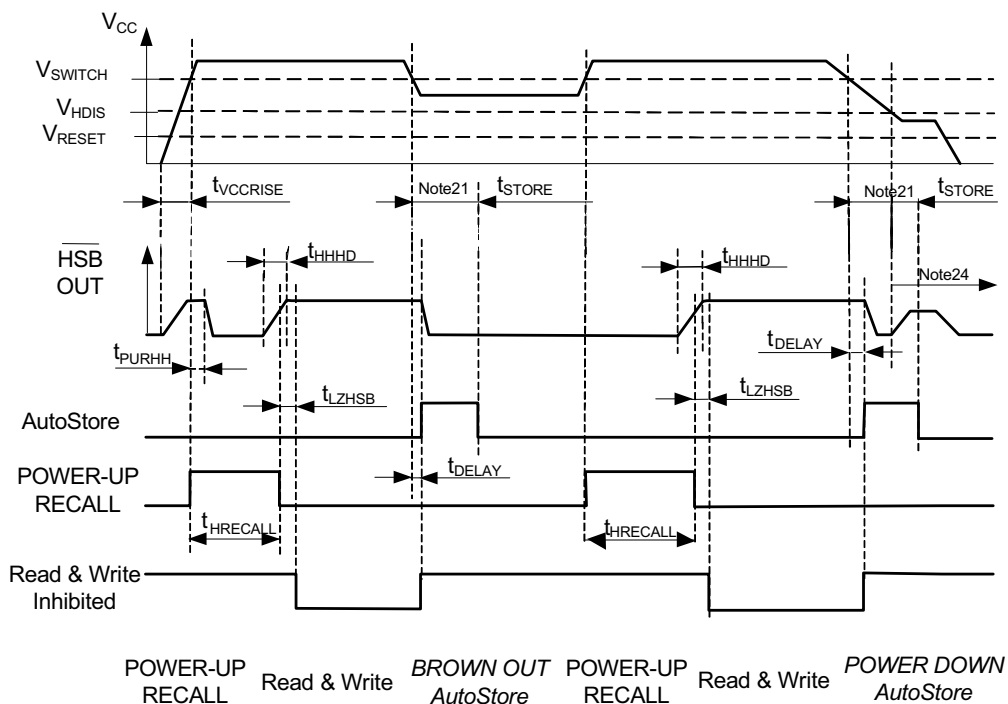 VCC
VSWITCH
VHDIS
VRESET
tVCCRISE
Note21
tSTORE
Note21
tSTORE
HSB
OUT
tHHHD
tHHHD
Note24
tPURHH
tDELAY
tLZHSB
tLZHSB
AutoStore
tDELAY
POWER-UP
RECALL
tHRECALL
tHRECALL
Read & Write
Inhibited
POWER-UP
RECALL
Read & Write
BROWN OUT
AutoStore
POWER-UP
RECALL
Read & Write
POWER DOWN
AutoStore